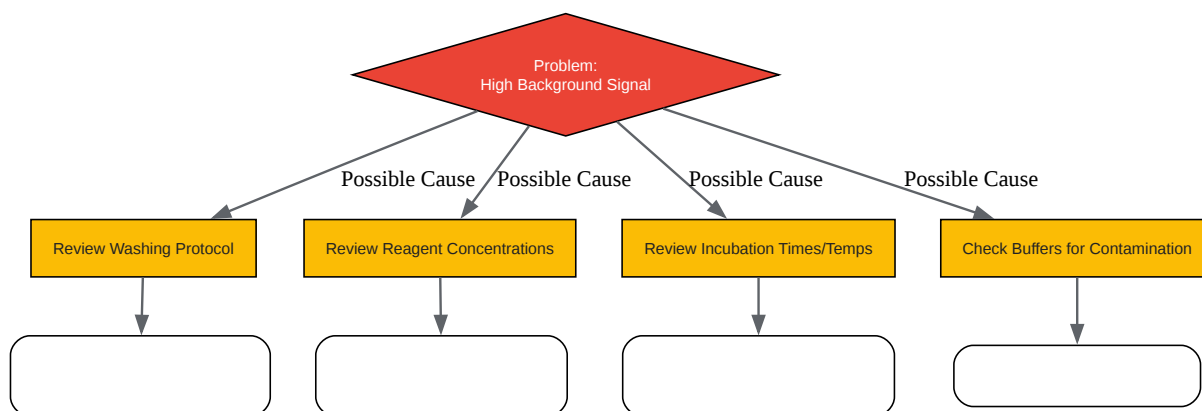 Problem:
High Background Signal
Possible Cause
Possible Cause
Possible Cause
Possible Cause
Review Washing Protocol
Review Reagent Concentrations
Review Incubation Times/Temps
Check Buffers for Contamination